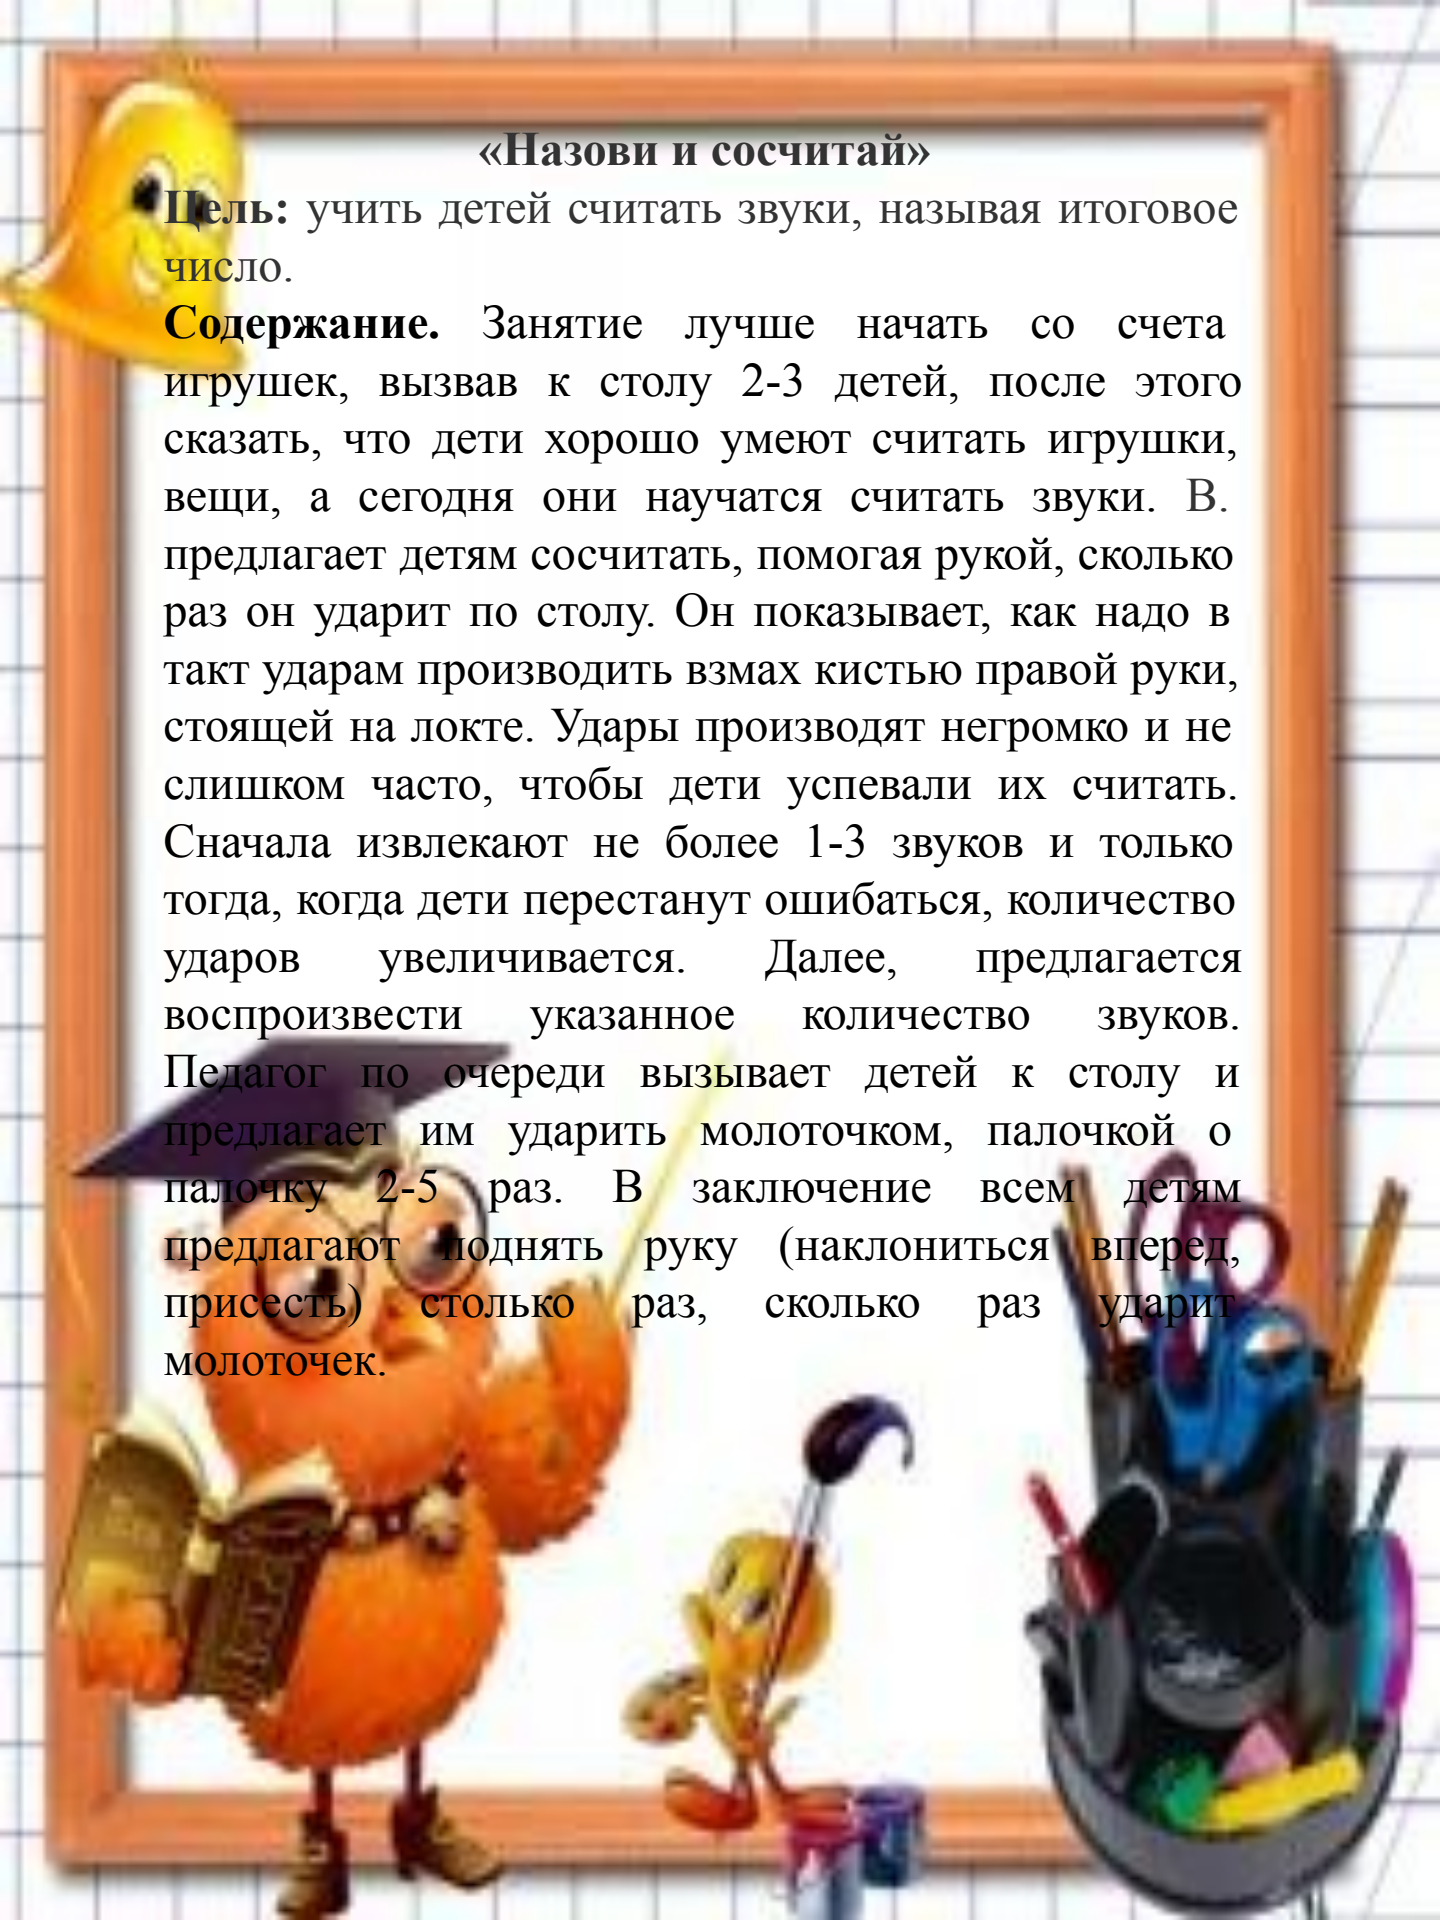 «Назови и сосчитай»
Цель: учить детей считать звуки, называя итоговое
число.
Содержание. Занятие лучше начать со счета
игрушек, вызвав к столу 2-3 детей, после этого
сказать, что дети хорошо умеют считать игрушки,
вещи, а сегодня они научатся считать звуки. В.
предлагает детям сосчитать, помогая рукой, сколько
раз он ударит по столу. Он показывает, как надо в
такт ударам производить взмах кистью правой руки,
стоящей на локте. Удары производят негромко и не
слишком часто, чтобы дети успевали их считать.
Сначала извлекают не более 1-3 звуков и только
тогда, когда дети перестанут ошибаться, количество
ударов увеличивается. Далее, предлагается
воспроизвести указанное количество звуков.
Педагог по очереди вызывает детей к столу и
предлагает им ударить молоточком, палочкой о
палочку 2-5 раз. В заключение всем детям
предлагают поднять руку (наклониться вперед,
присесть) столько раз, сколько раз ударит
молоточек.